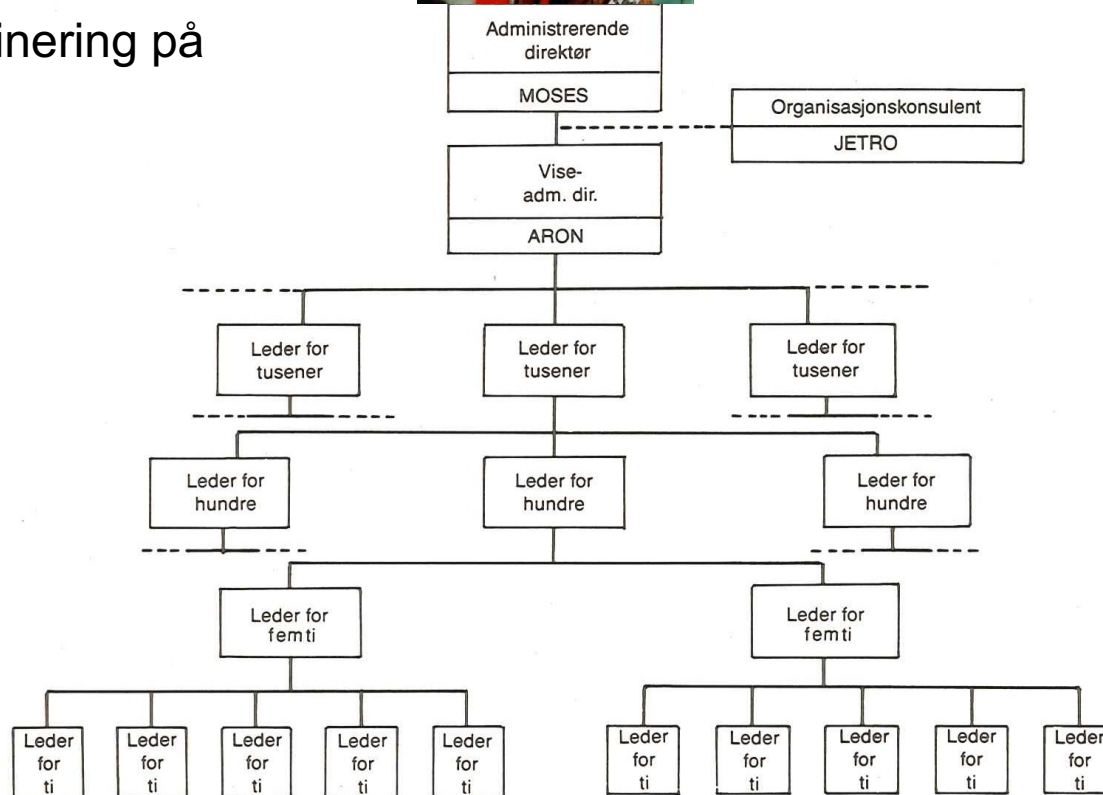 inering på
Administrerende
direktør
MOSES
Organisasjonskonsulent
JETRO
Vise-
adm. dir.
ARON
Leder for
tusener
Leder for
tusener
Leder for
tusener
Leder for
hundre
Leder for
hundre
Leder for
hundre
Leder for
femti
Leder for
femti
Leder
for
ti
Leder
for
ti
Leder
for
ti
Leder
for
ti
Leder
for
ti
Leder
for
ti
Leder
for
ti
Leder
for
ti
Leder
for
ti
Leder
for
ti